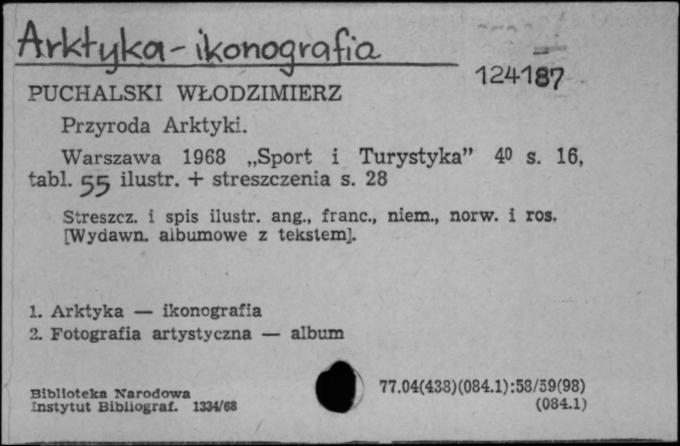 Arktyka - ikonografia
124187
PUCHALSKI WŁODZIMIERZ
Przyroda Arktyki.
Warszawa 1968 „Sport i Turystyka” 4⁰ s. 16,
tabl. 55 ilustr. + streszczenia s. 28
Streszcz. i spis ilustr. ang., franc., niem., norw. i ros.
[Wydawn. albumowe z tekstem].
1. Arktyka — ikonografia
2. Fotografia artystyczna — album
Biblioteka Narodowa
Instytut Bibliograf. 1334/68
77.04(438)(084.1):58/59(98)
(084.1)